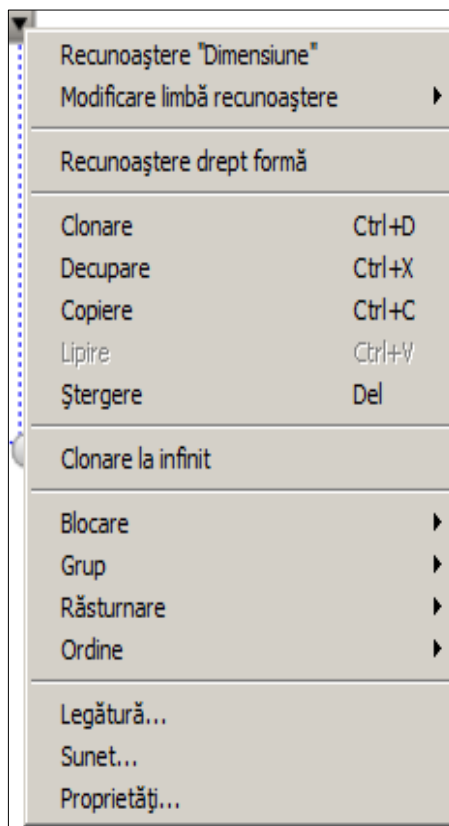 Recunoaştere "Dimensiune"
Modificare limbă recunoaştere
Recunoaştere drept formă
Clonare Ctrl+D
Decupare Ctrl+X
Copiere Ctrl+C
Lipire Ctrl+V
Ştergere Del
Clonare la infinit
Blocare
Grup
Răsturnare
Ordine
Legătură...
Sunet...
Proprietăţi...